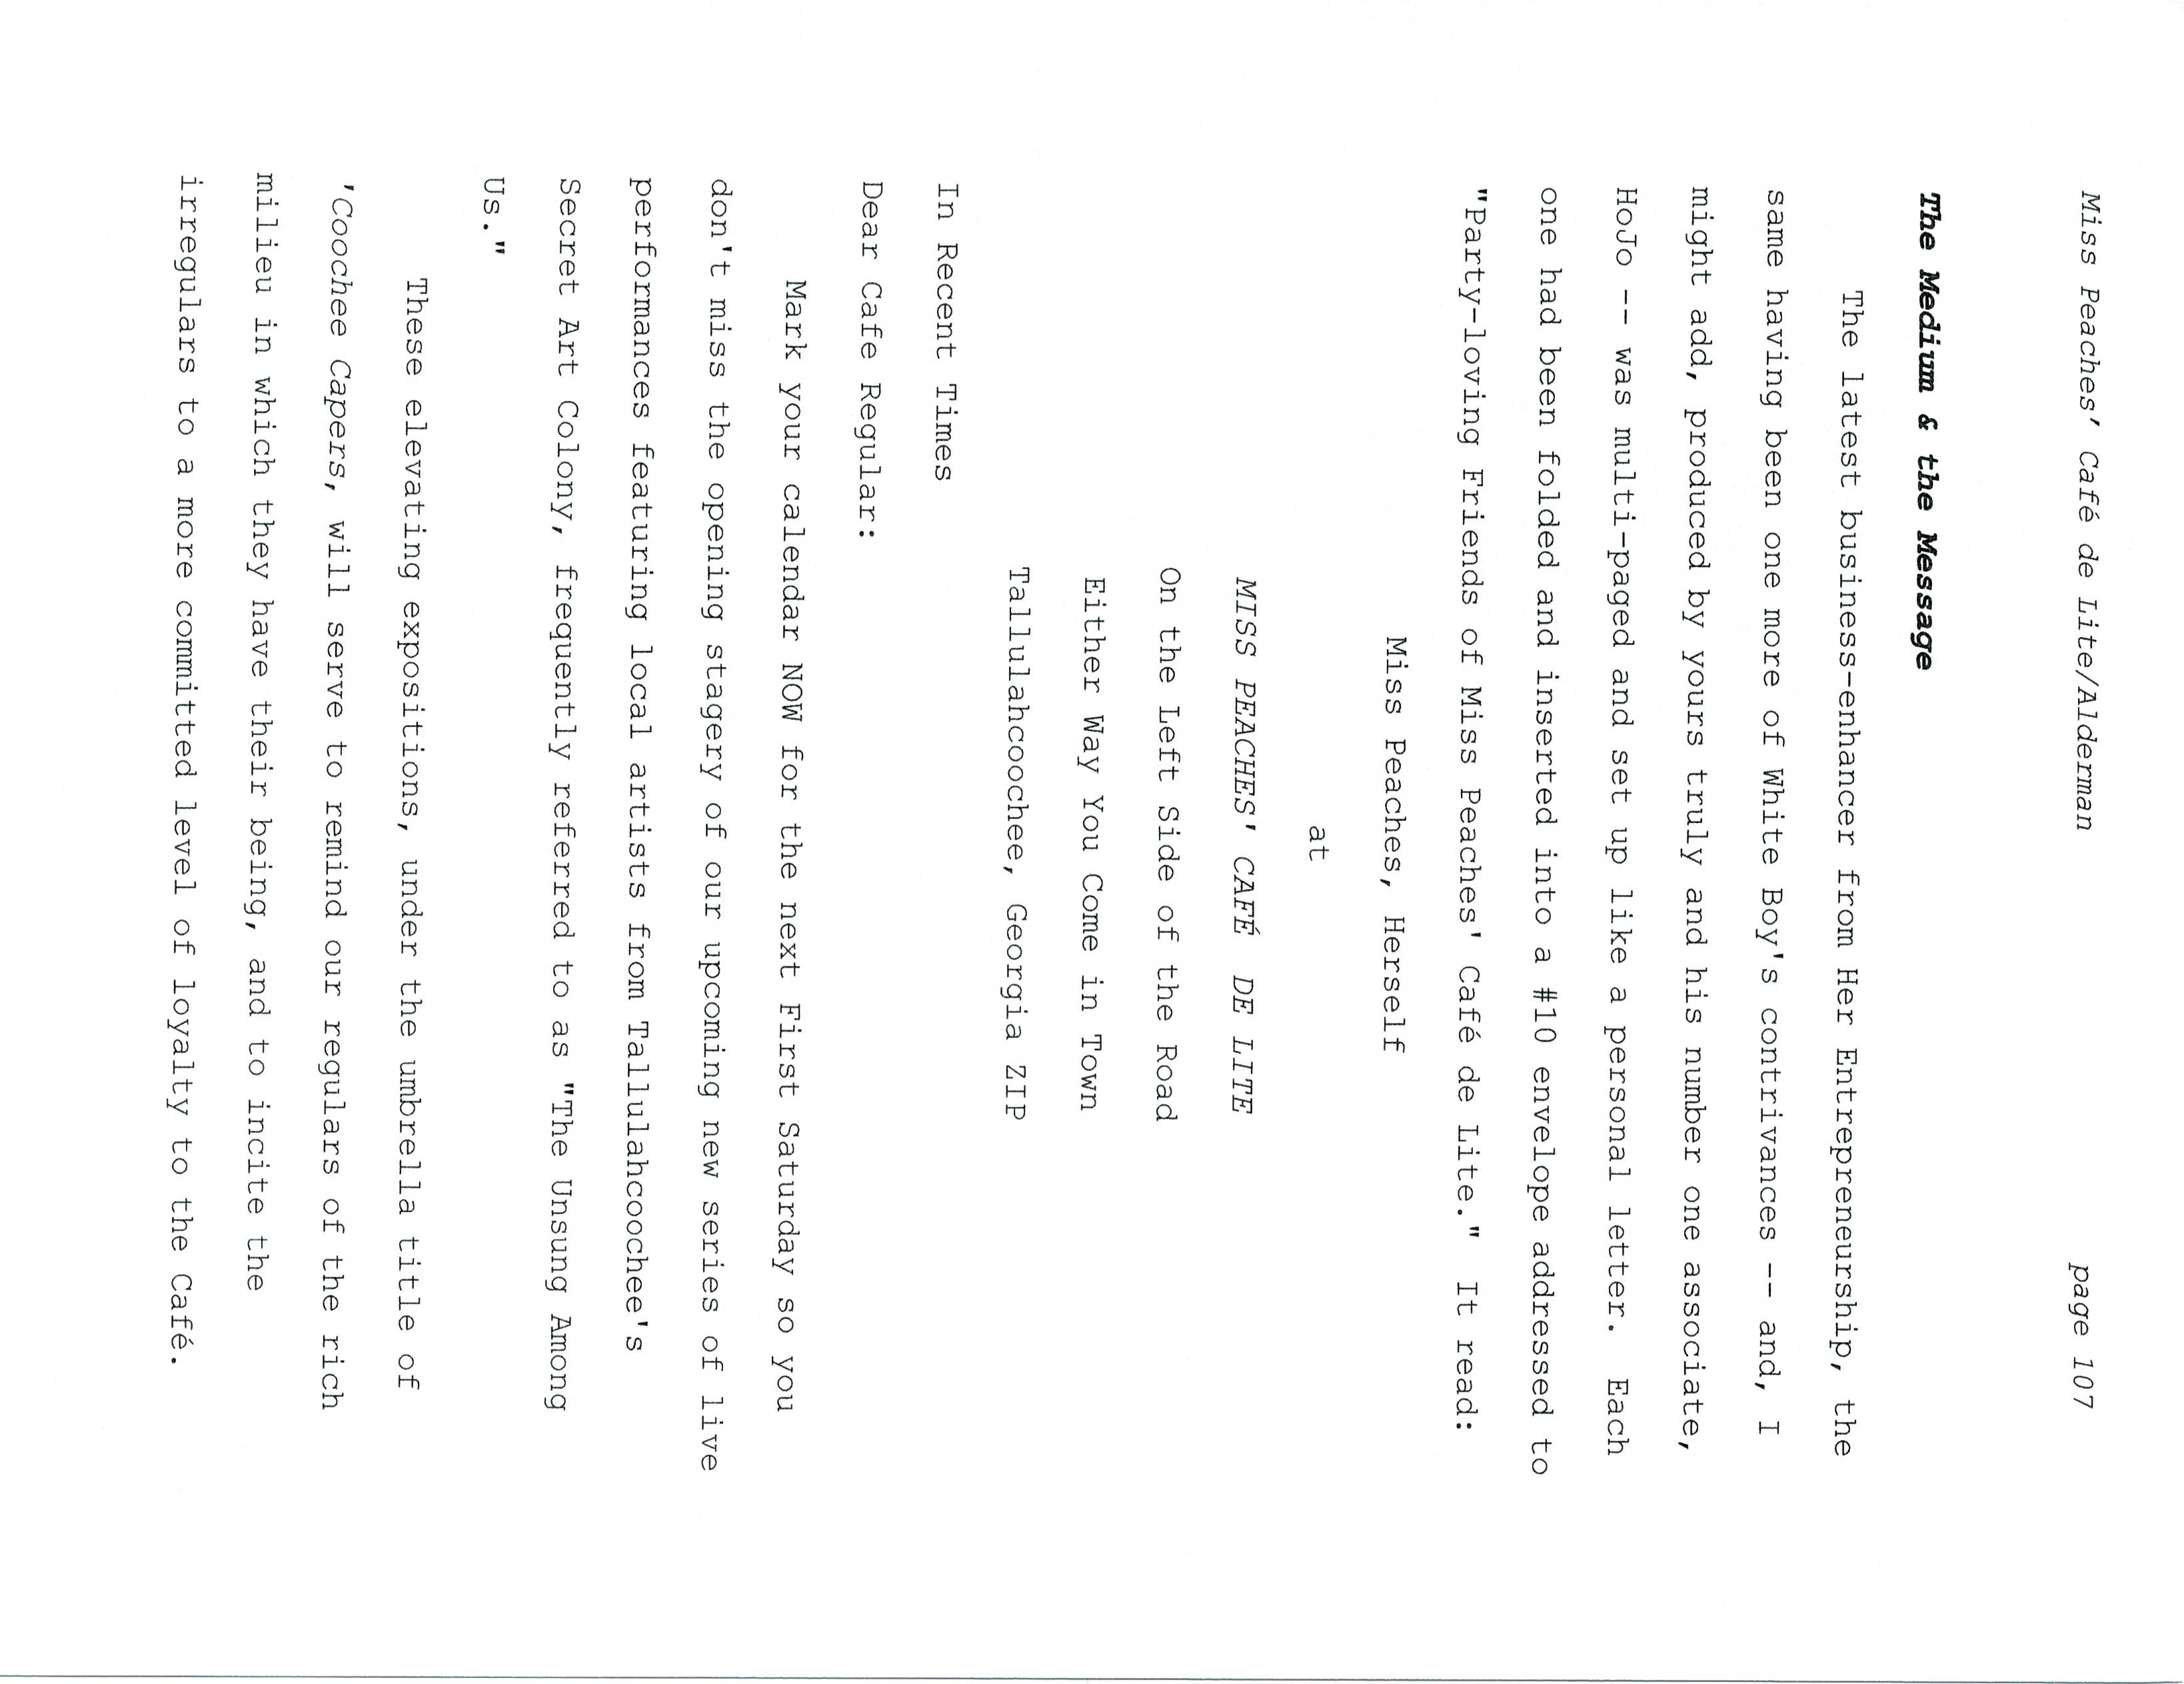 Miss Peaches' Café de Lite/Alderman page 107
The Medium & the Message
The latest business-enhancer from Her Entrepreneurship, the
same having been one more of White Boy's contrivances -- and, I
might add, produced by yours truly and his number one associate,
HoJo -- was multi-paged and set up like a personal letter. Each
one had been folded and inserted into a #10 envelope addressed to
"Party-loving Friends of Miss Peaches' Café de Lite." It read:
Miss Peaches, Herself
at
MISS PEACHES' CAFÉ DE LITE
On the Left Side of the Road
Either Way You Come in Town
Tallulahcoochee, Georgia ZIP
In Recent Times
Dear Cafe Regular:
Mark your calendar NOW for the next First Saturday so you
don't miss the opening stagery of our upcoming new series of live
performances featuring local artists from Tallulahcoochee's
Secret Art Colony, frequently referred to as "The Unsung Among
Us."
These elevating expositions, under the umbrella title of
'Coochee Capers, will serve to remind our regulars of the rich
milieu in which they have their being, and to incite the
irregulars to a more committed level of loyalty to the Café.